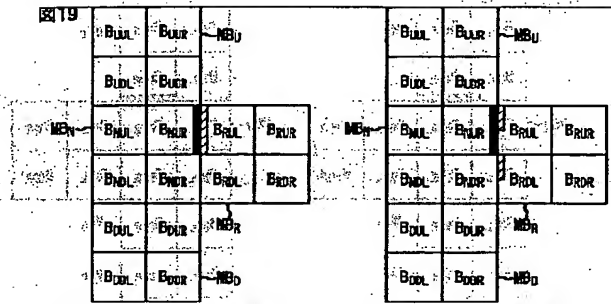 図19
BUUL BUUR MBU BUUL BUUR MBU
BUDL BUDR BUDL BUDR
MBN BNUL BNUR BRUL BRUR MBN BNUL BNUR BRUL BRUR
BNDL BNDR BRDL BRDR BNDL BNDR BRDL BRDR
BDUL BDUR MBR BDUL BDUR MBR
BDDL BDDR MBD BDDL BDDR MBD